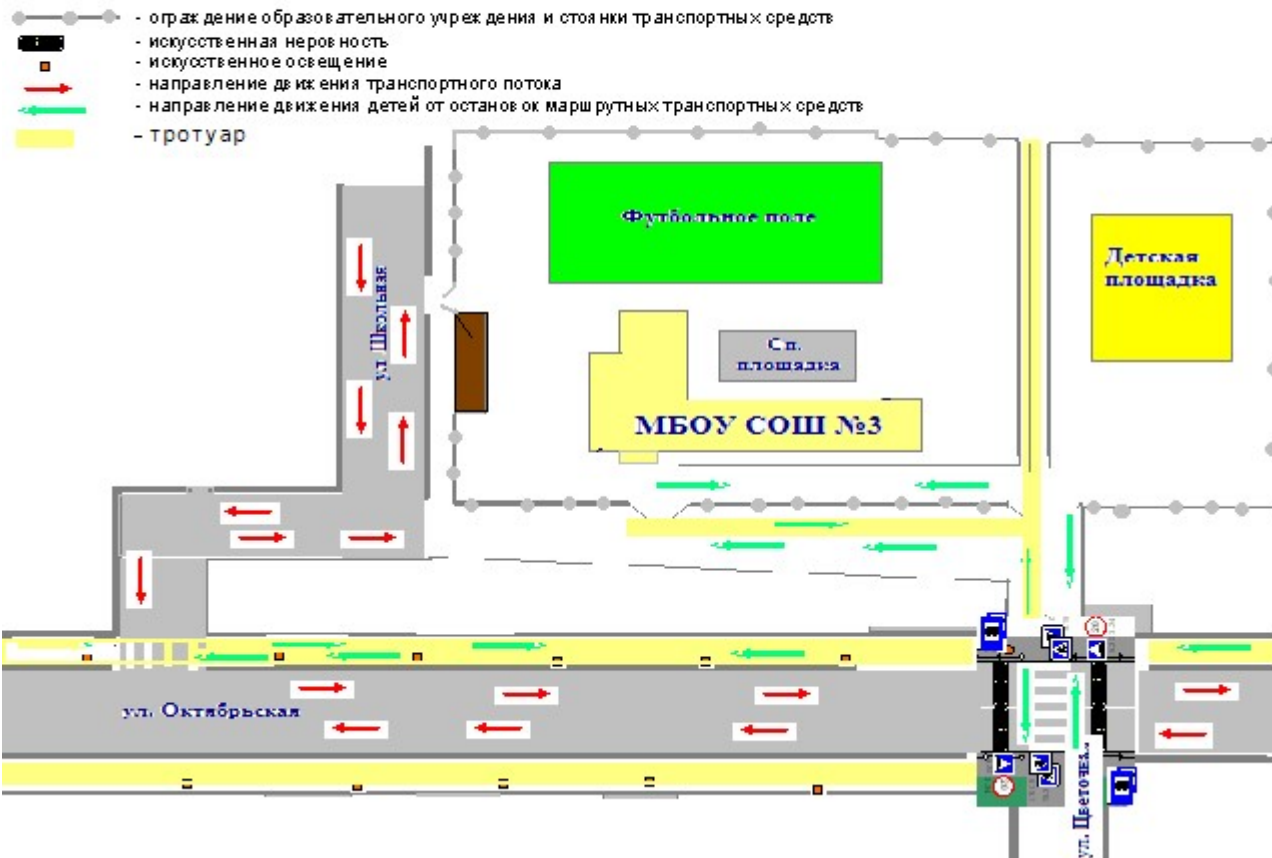 - ограждение образовательного учреждения и стоянки транспортных средств
- искусственная неровность
- искусственное освещение
- направление движения транспортного потока
- направление движения детей от остановок маршрутных транспортных средств
- тротуар
Футбольное поле
Детская
площадка
ул. Школьная
Сп.
площадка
МБОУ СОШ №3
ул. Октябрьская
ул. Цветочная